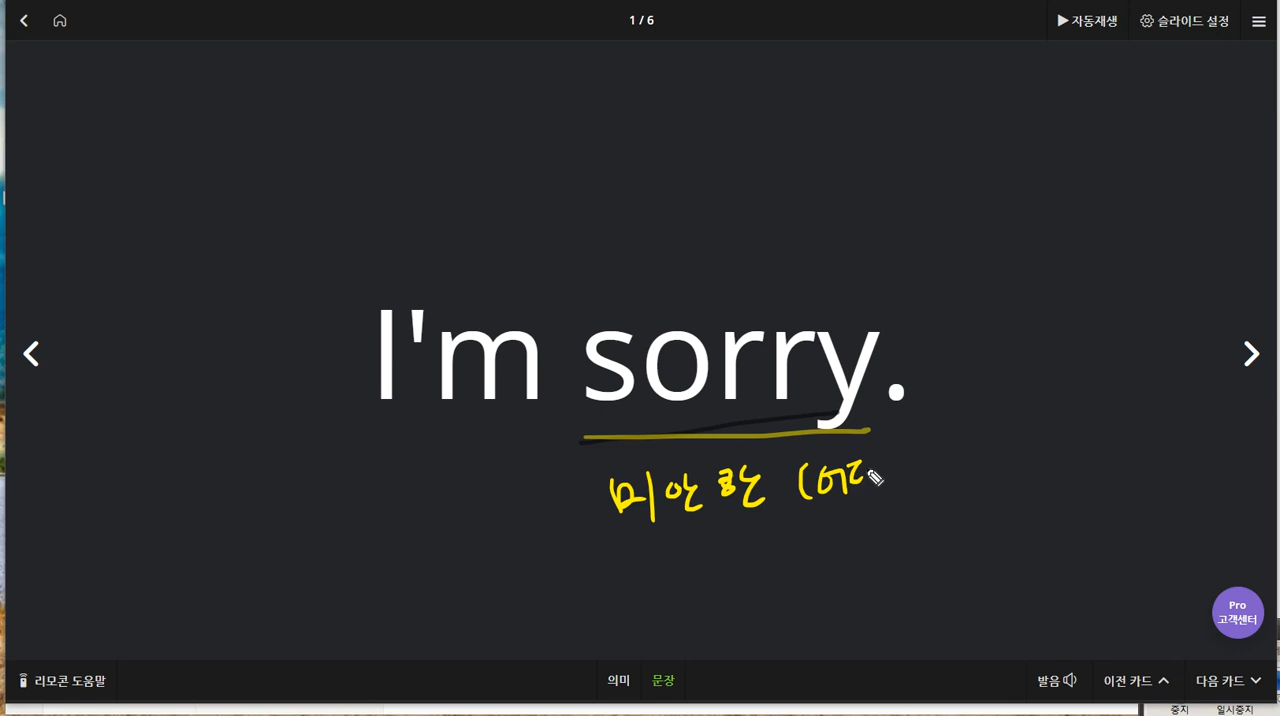 1 / 6
자동재생
슬라이드 설정
I'm sorry.
미안한 (어
Pro
고객센터
리모콘 도움말
의미
문장
발음
이전 카드
다음 카드
중지
일시중지